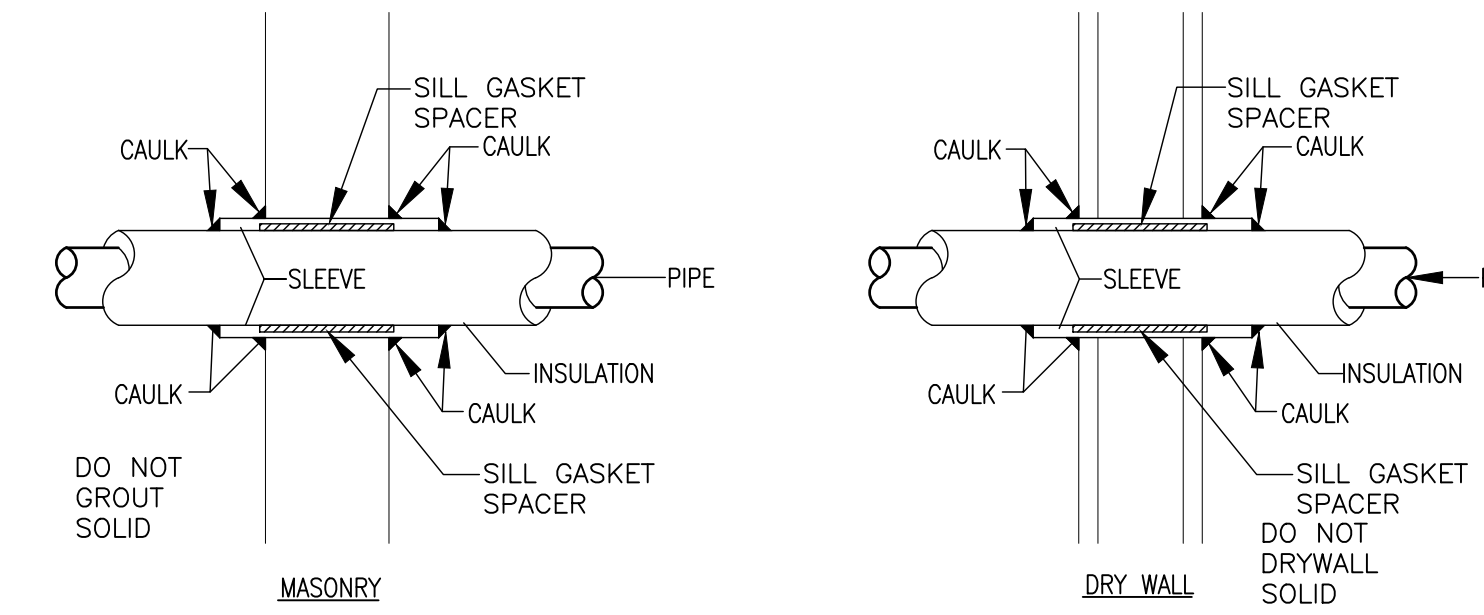 SILL GASKET
SPACER
CAULK
CAULK
SLEEVE
PIPE
INSULATION
CAULK
CAULK
SILL GASKET
SPACER
DO NOT
GROUT
SOLID
MASONRY
SILL GASKET
SPACER
CAULK
CAULK
SLEEVE
INSULATION
CAULK
CAULK
SILL GASKET
SPACER
DO NOT
DRYWALL
SOLID
DRY WALL